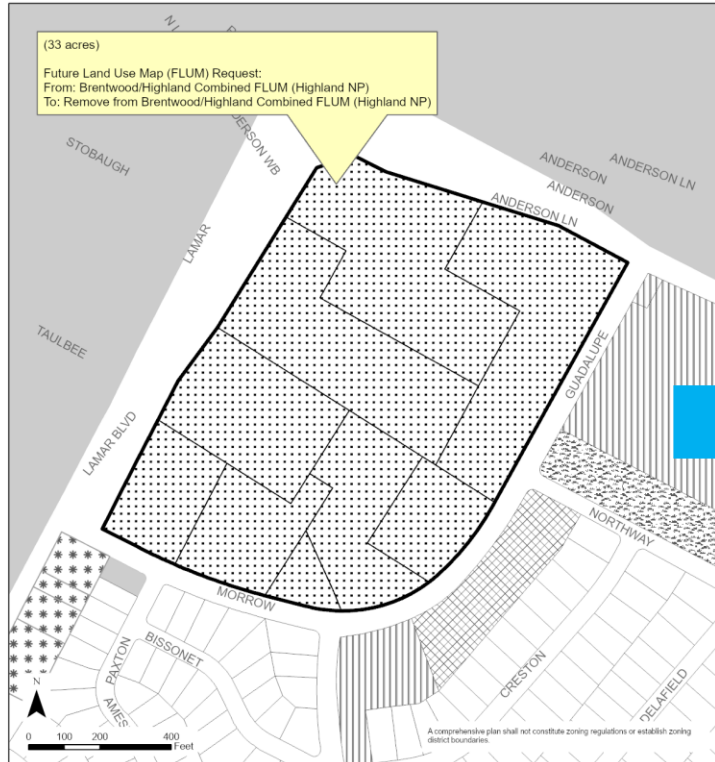 (33 acres)
Future Land Use Map (FLUM) Request:
From: Brentwood/Highland Combined FLUM (Highland NP)
To: Remove from Brentwood/Highland Combined FLUM (Highland NP)
STOBAUGH
ANDERSON
ANDERSON LN
ANDERSON
ANDERSON LN
LAMAR
TAULBEE
GUADALUPE
LAMAR BLVD
NORTHWAY
MORROW
BISSONET
PAXTON
CRESTON
DELAFIELD
N
0 100 200 400
Feet
A comprehensive plan shall not constitute zoning regulations or establish zoning
district boundaries.